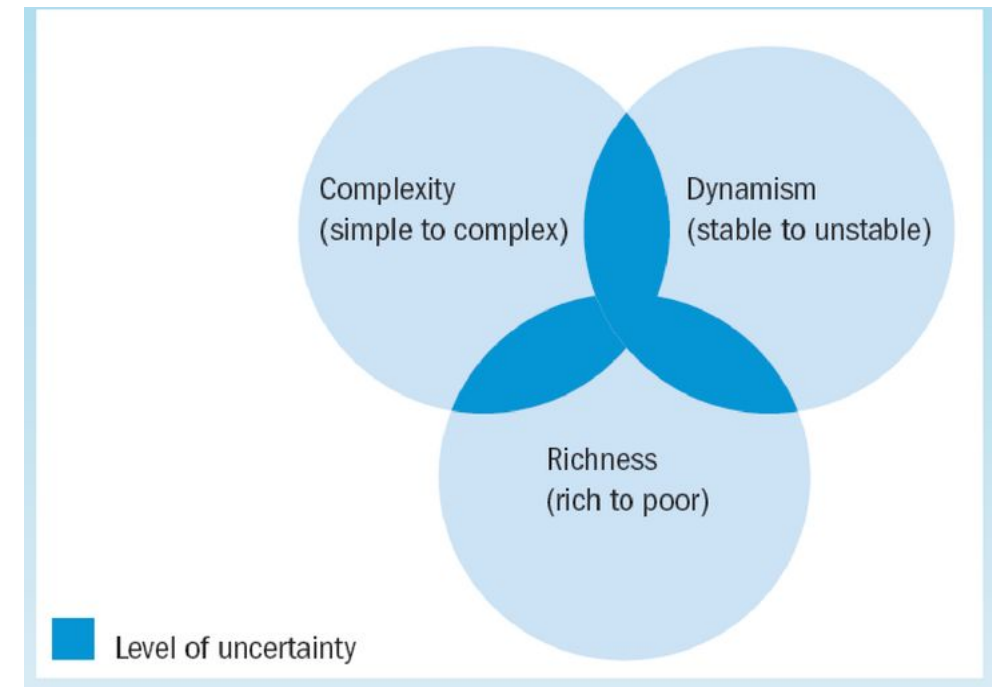 Complexity
(simple to complex)
Dynamism
(stable to unstable)
Richness
(rich to poor)
Level of uncertainty